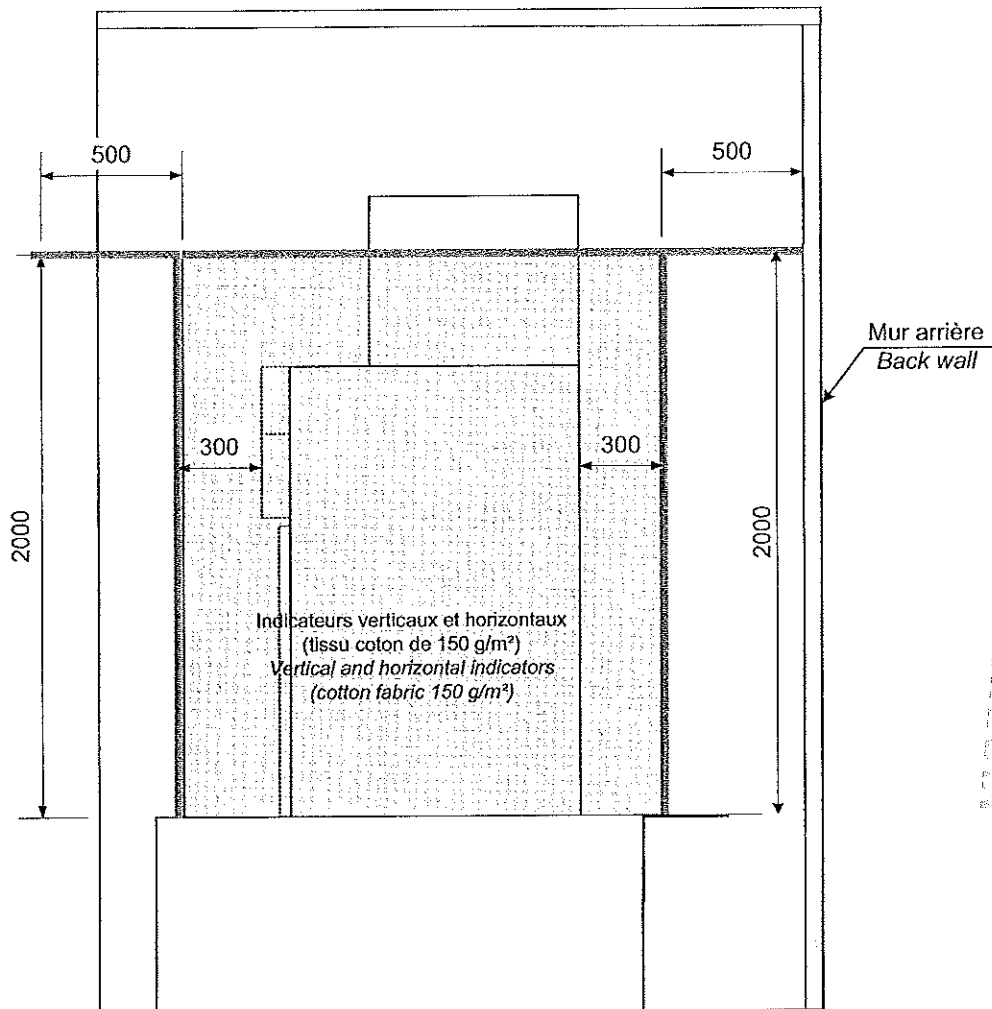 500
500
Mur arrière
Back wall
300
300
2000
2000
Indicateurs verticaux et horizontaux
(tissu coton de 150 g/m²)
Vertical and horizontal indicators
(cotton fabric 150 g/m²)